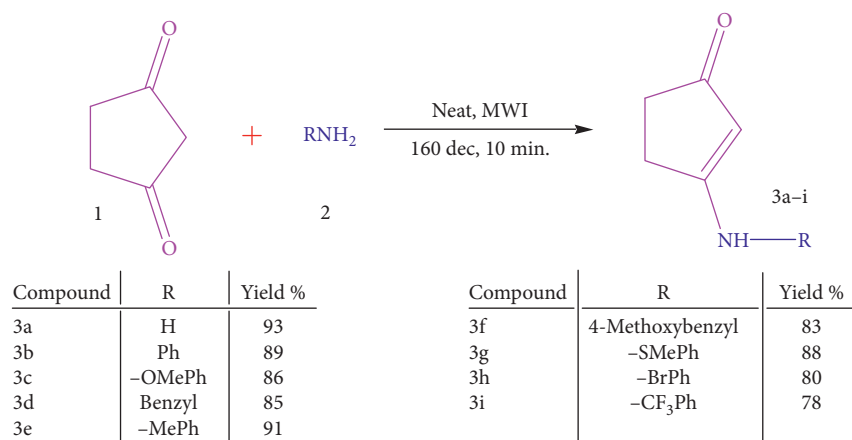 O
O
Neat, MWI
+
RNH₂
160 dec, 10 min.
3a–i
1
2
O
NH
R
Compound R Yield %
3a H 93
3b Ph 89
3c –OMePh 86
3d Benzyl 85
3e –MePh 91
Compound R Yield %
3f 4-Methoxybenzyl 83
3g –SMePh 88
3h –BrPh 80
3i –CF₃Ph 78